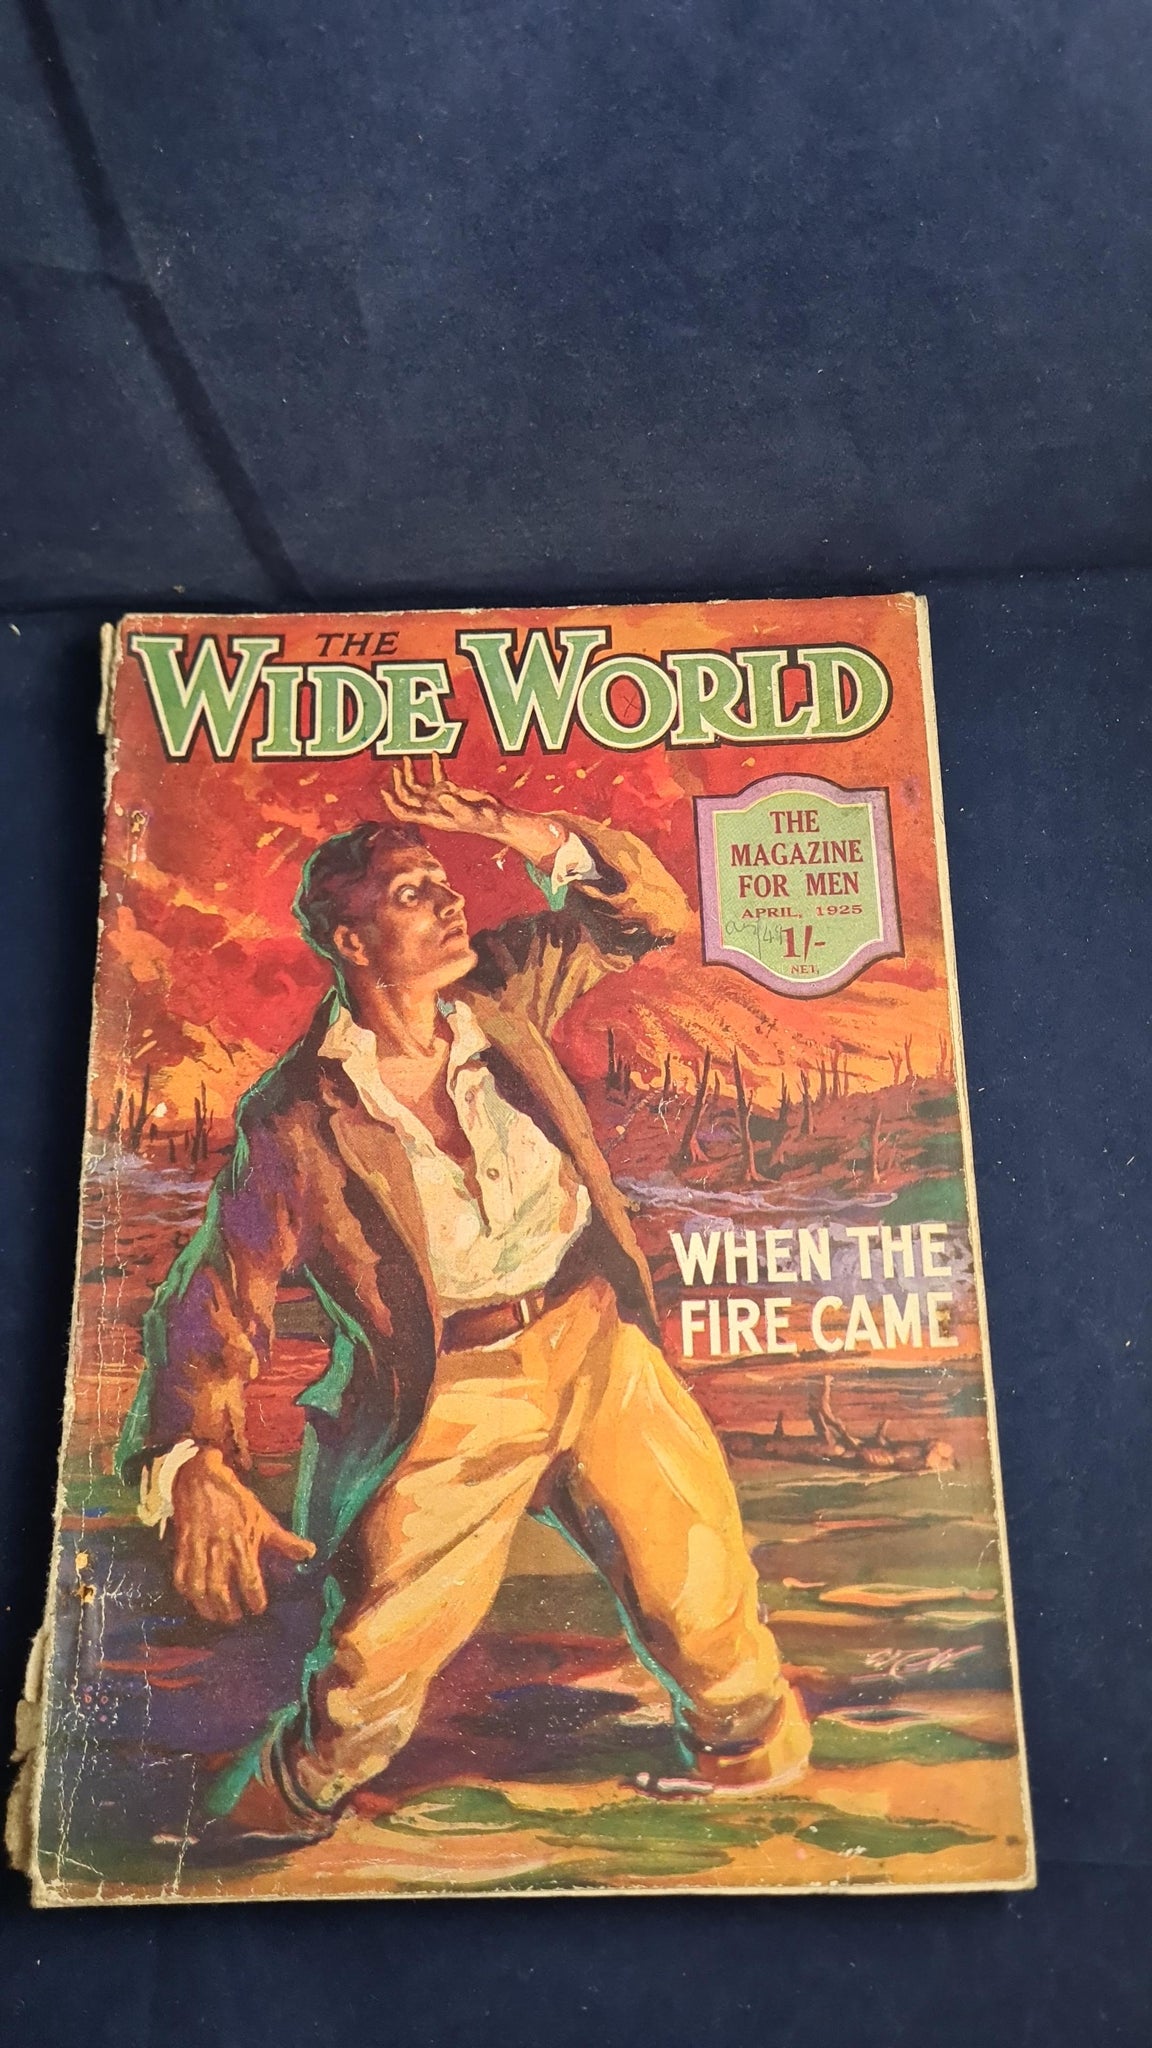 THE
WIDE WORLD
THE
MAGAZINE
FOR MEN
APRIL, 1925
1/-
NET.
WHEN THE
FIRE CAME